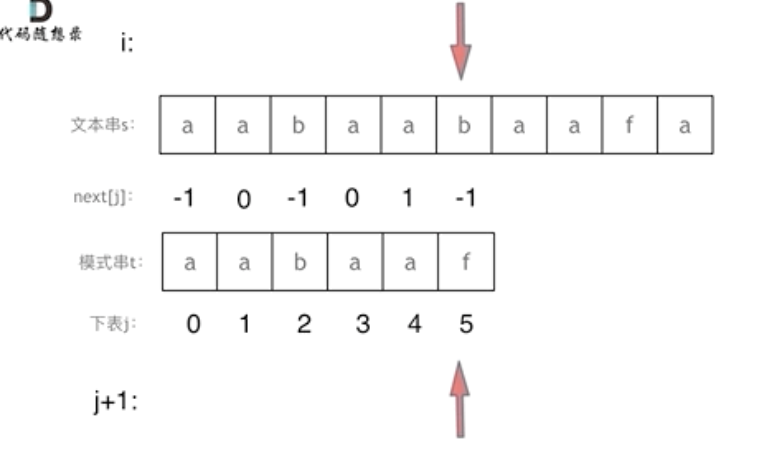 D
代码随想录
i:
文本串s: a a b a a b a a f a
next[j]: -1 0 -1 0 1 -1
模式串t: a a b a a f
下表j: 0 1 2 3 4 5
j+1: